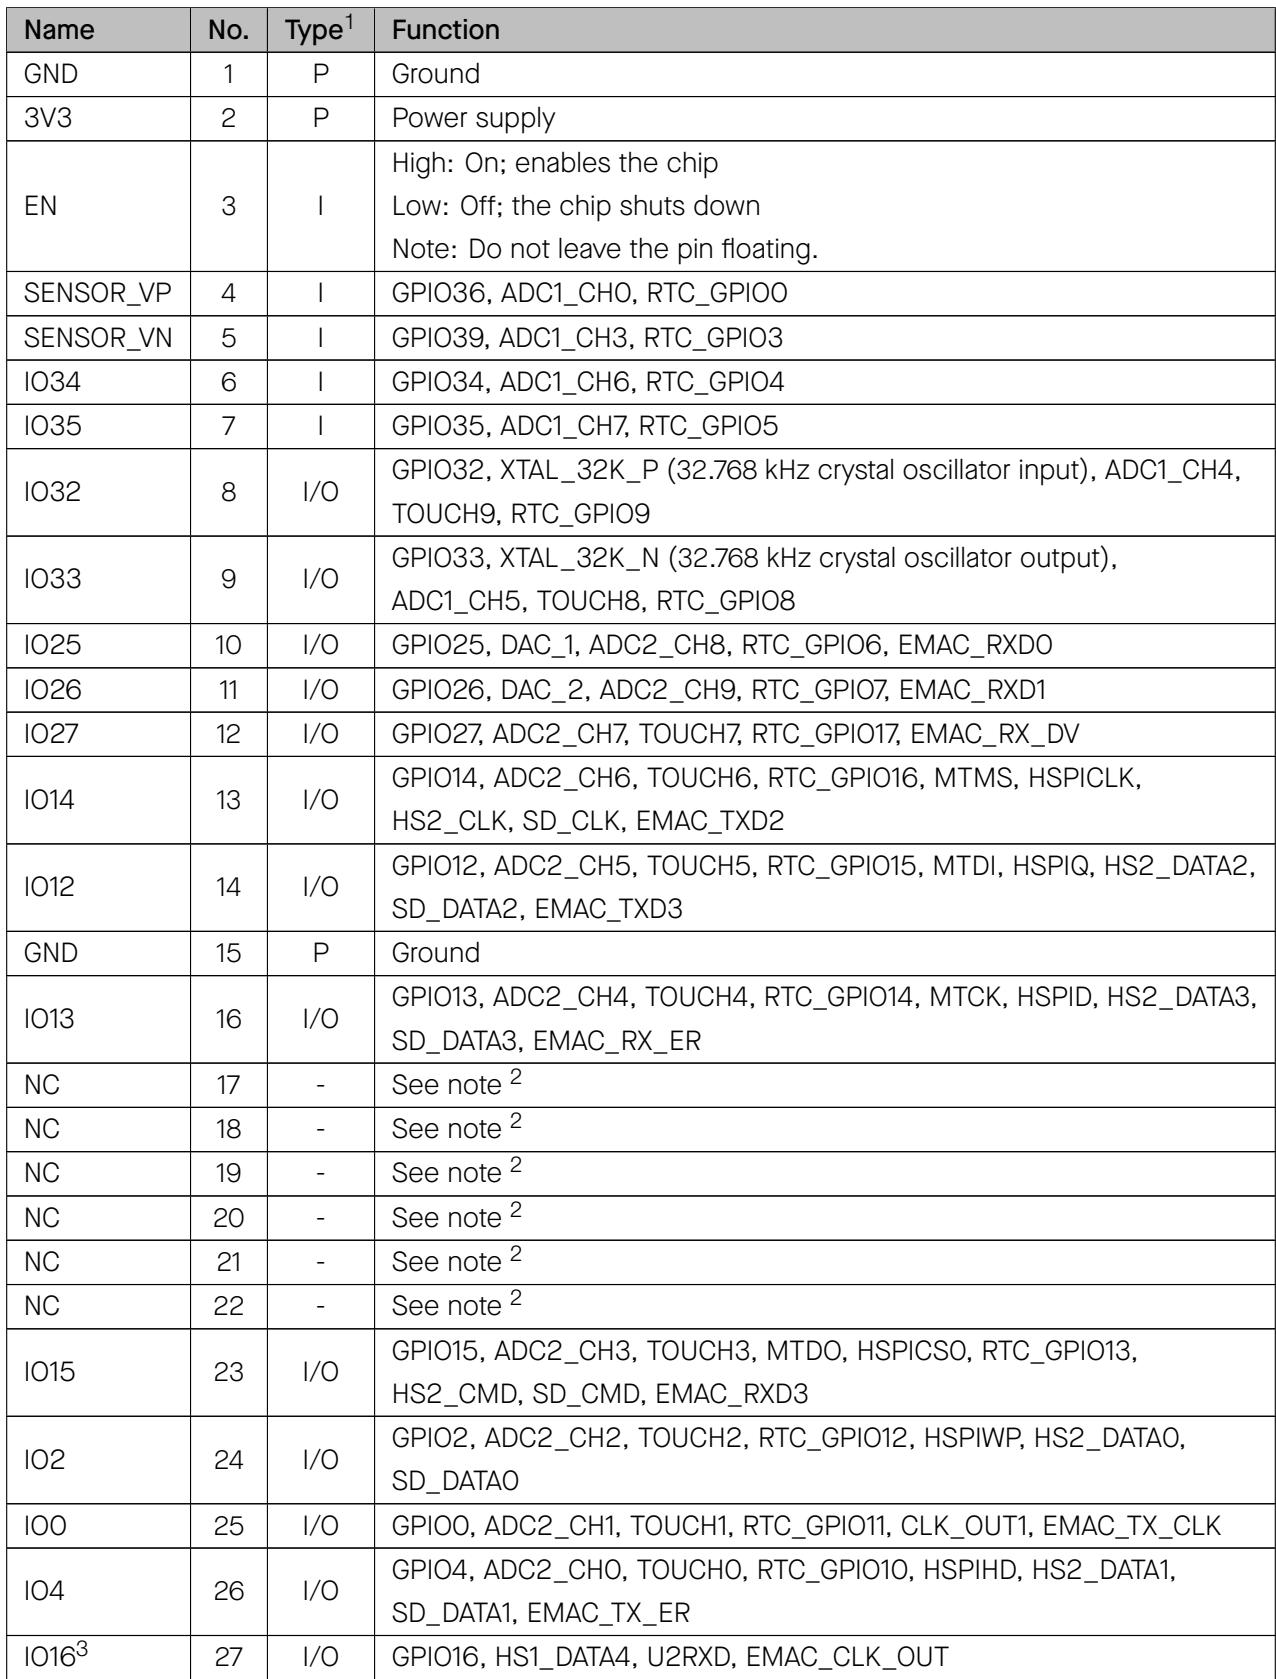 Name No. Type1 Function
GND 1 P Ground
3V3 2 P Power supply
High: On; enables the chip
EN 3 I Low: Off; the chip shuts down
Note: Do not leave the pin floating.
SENSOR_VP 4 I GPIO36, ADC1_CH0, RTC_GPIO0
SENSOR_VN 5 I GPIO39, ADC1_CH3, RTC_GPIO3
IO34 6 I GPIO34, ADC1_CH6, RTC_GPIO4
IO35 7 I GPIO35, ADC1_CH7, RTC_GPIO5
IO32 8 I/O GPIO32, XTAL_32K_P (32.768 kHz crystal oscillator input), ADC1_CH4,
TOUCH9, RTC_GPIO9
IO33 9 I/O GPIO33, XTAL_32K_N (32.768 kHz crystal oscillator output),
ADC1_CH5, TOUCH8, RTC_GPIO8
IO25 10 I/O GPIO25, DAC_1, ADC2_CH8, RTC_GPIO6, EMAC_RXD0
IO26 11 I/O GPIO26, DAC_2, ADC2_CH9, RTC_GPIO7, EMAC_RXD1
IO27 12 I/O GPIO27, ADC2_CH7, TOUCH7, RTC_GPIO17, EMAC_RX_DV
IO14 13 I/O GPIO14, ADC2_CH6, TOUCH6, RTC_GPIO16, MTMS, HSPICLK,
HS2_CLK, SD_CLK, EMAC_TXD2
IO12 14 I/O GPIO12, ADC2_CH5, TOUCH5, RTC_GPIO15, MTDI, HSPIQ, HS2_DATA2,
SD_DATA2, EMAC_TXD3
GND 15 P Ground
IO13 16 I/O GPIO13, ADC2_CH4, TOUCH4, RTC_GPIO14, MTCK, HSPID, HS2_DATA3,
SD_DATA3, EMAC_RX_ER
NC 17 - See note 2
NC 18 - See note 2
NC 19 - See note 2
NC 20 - See note 2
NC 21 - See note 2
NC 22 - See note 2
IO15 23 I/O GPIO15, ADC2_CH3, TOUCH3, MTDO, HSPICS0, RTC_GPIO13,
HS2_CMD, SD_CMD, EMAC_RXD3
IO2 24 I/O GPIO2, ADC2_CH2, TOUCH2, RTC_GPIO12, HSPIWP, HS2_DATA0,
SD_DATA0
IO0 25 I/O GPIO0, ADC2_CH1, TOUCH1, RTC_GPIO11, CLK_OUT1, EMAC_TX_CLK
IO4 26 I/O GPIO4, ADC2_CH0, TOUCH0, RTC_GPIO10, HSPIHD, HS2_DATA1,
SD_DATA1, EMAC_TX_ER
IO163 27 I/O GPIO16, HS1_DATA4, U2RXD, EMAC_CLK_OUT